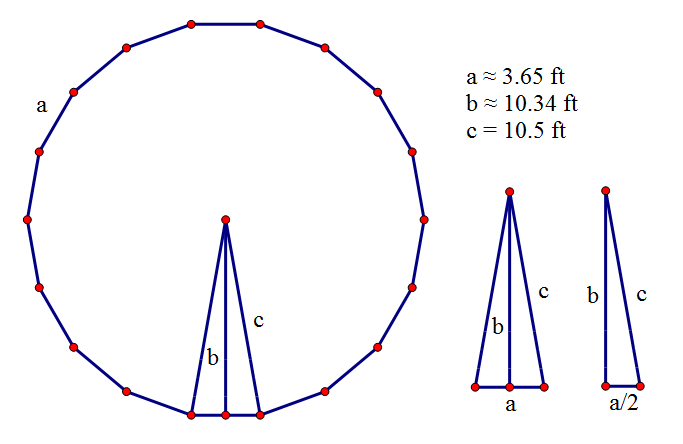 a
a ≈ 3.65 ft
b ≈ 10.34 ft
c = 10.5 ft
b
c
b
c
a
b
c
a/2